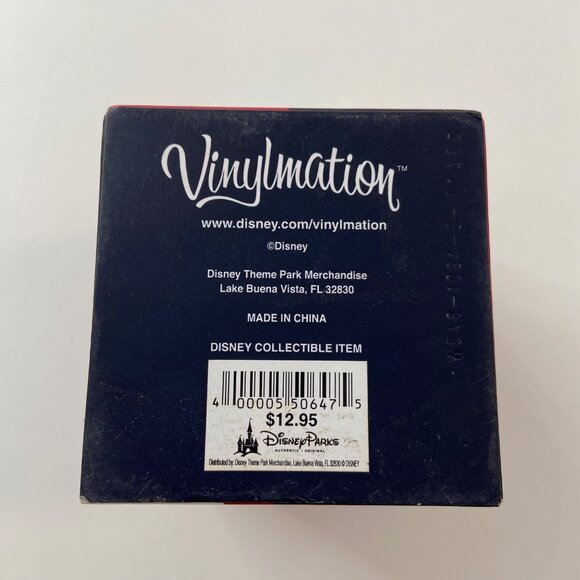 Vinylmation™
www.disney.com/vinylmation
©Disney
Disney Theme Park Merchandise
Lake Buena Vista, FL 32830
MADE IN CHINA
DISNEY COLLECTIBLE ITEM
4 00005 50647 5
$12.95
Disney Parks
AUTHENTIC • ORIGINAL
Distributed by: Disney Theme Park Merchandise, Lake Buena Vista, FL 32830 © DISNEY